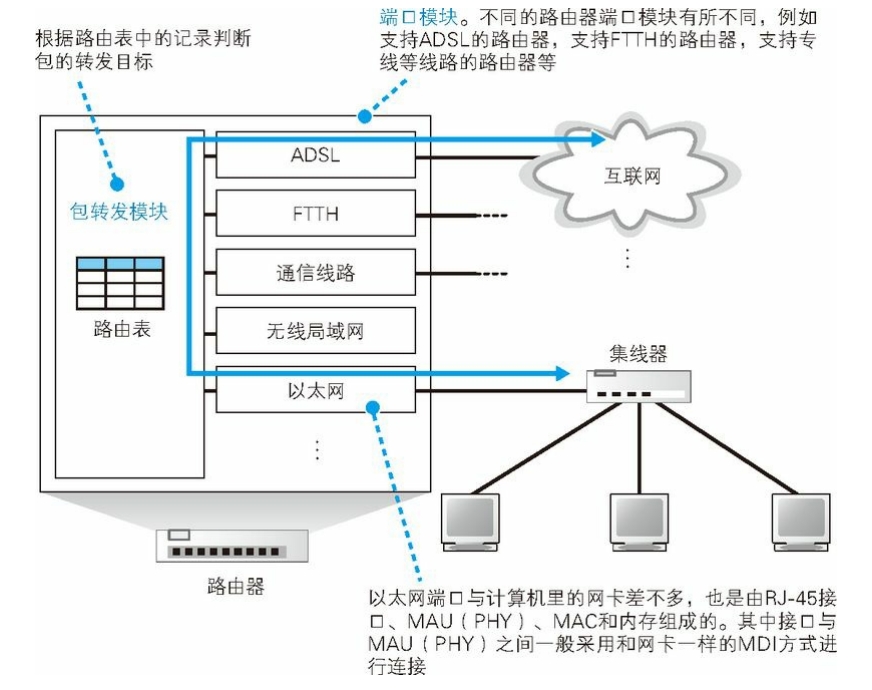 端口模块。不同的路由器端口模块有所不同，例如
支持ADSL的路由器，支持FTTH的路由器，支持专
线等线路的路由器等
根据路由表中的记录判断
包的转发目标
ADSL
互联网
包转发模块
FTTH
通信线路
路由表
无线局域网
集线器
以太网
路由器
以太网端口与计算机里的网卡差不多，也是由RJ-45接
口、MAU（PHY）、MAC和内存组成的。其中接口与
MAU（PHY）之间一般采用和网卡一样的MDI方式进
行连接